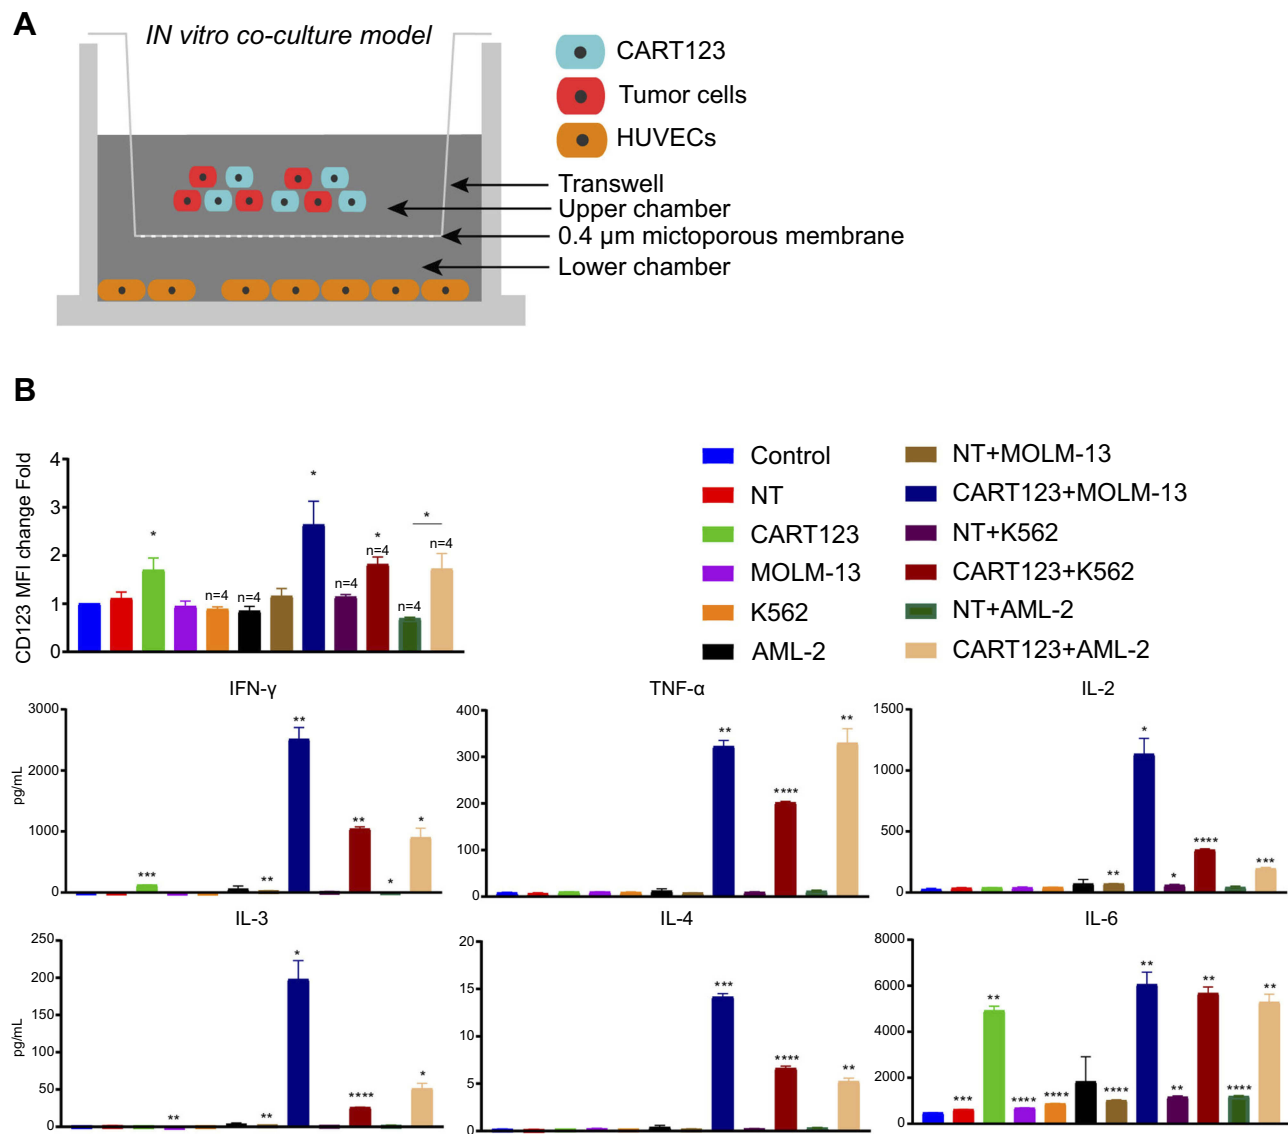 A
IN vitro co-culture model
CART123
Tumor cells
HUVECs
Transwell
Upper chamber
0.4 µm mictoporous membrane
Lower chamber
B
CD123 MFI change Fold
4
3
2
1
0
*
n=4
n=4
*
n=4
*
n=4
n=4
*
n=4
Control
NT
CART123
MOLM-13
K562
AML-2
NT+MOLM-13
CART123+MOLM-13
NT+K562
CART123+K562
NT+AML-2
CART123+AML-2
IFN-γ
pg/mL
3000
2000
1000
0
***
**
**
**
*
*
TNF-α
400
300
200
100
0
**
****
**
IL-2
1500
1000
500
0
**
*
*
****
***
IL-3
pg/mL
250
200
150
100
50
0
**
**
*
****
*
IL-4
20
15
10
5
0
***
****
**
IL-6
8000
6000
4000
2000
0
***
**
****
****
****
**
**
**
****
**